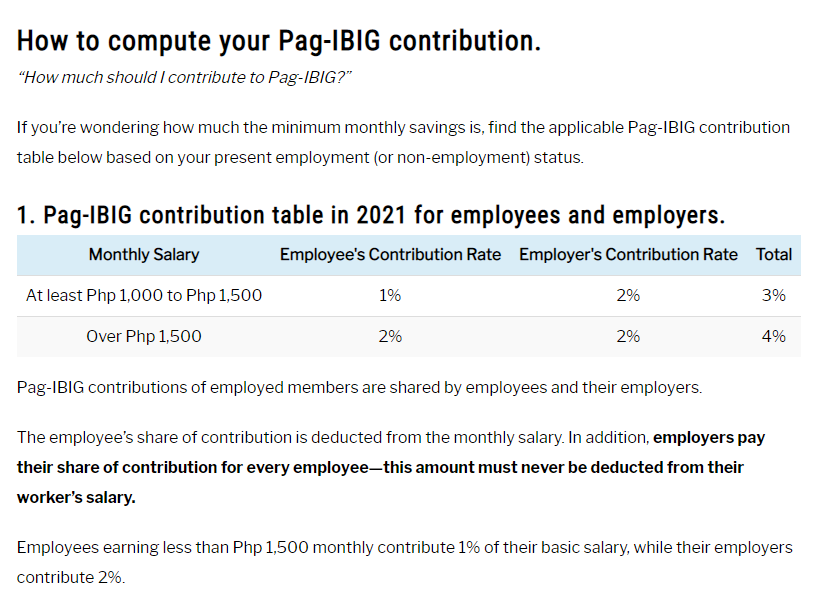 How to compute your Pag-IBIG contribution.
“How much should I contribute to Pag-IBIG?”
If you’re wondering how much the minimum monthly savings is, find the applicable Pag-IBIG contribution
table below based on your present employment (or non-employment) status.
1. Pag-IBIG contribution table in 2021 for employees and employers.
Monthly Salary Employee's Contribution Rate Employer's Contribution Rate Total
At least Php 1,000 to Php 1,500 1% 2% 3%
Over Php 1,500 2% 2% 4%
Pag-IBIG contributions of employed members are shared by employees and their employers.
The employee’s share of contribution is deducted from the monthly salary. In addition, employers pay
their share of contribution for every employee—this amount must never be deducted from their
worker’s salary.
Employees earning less than Php 1,500 monthly contribute 1% of their basic salary, while their employers
contribute 2%.